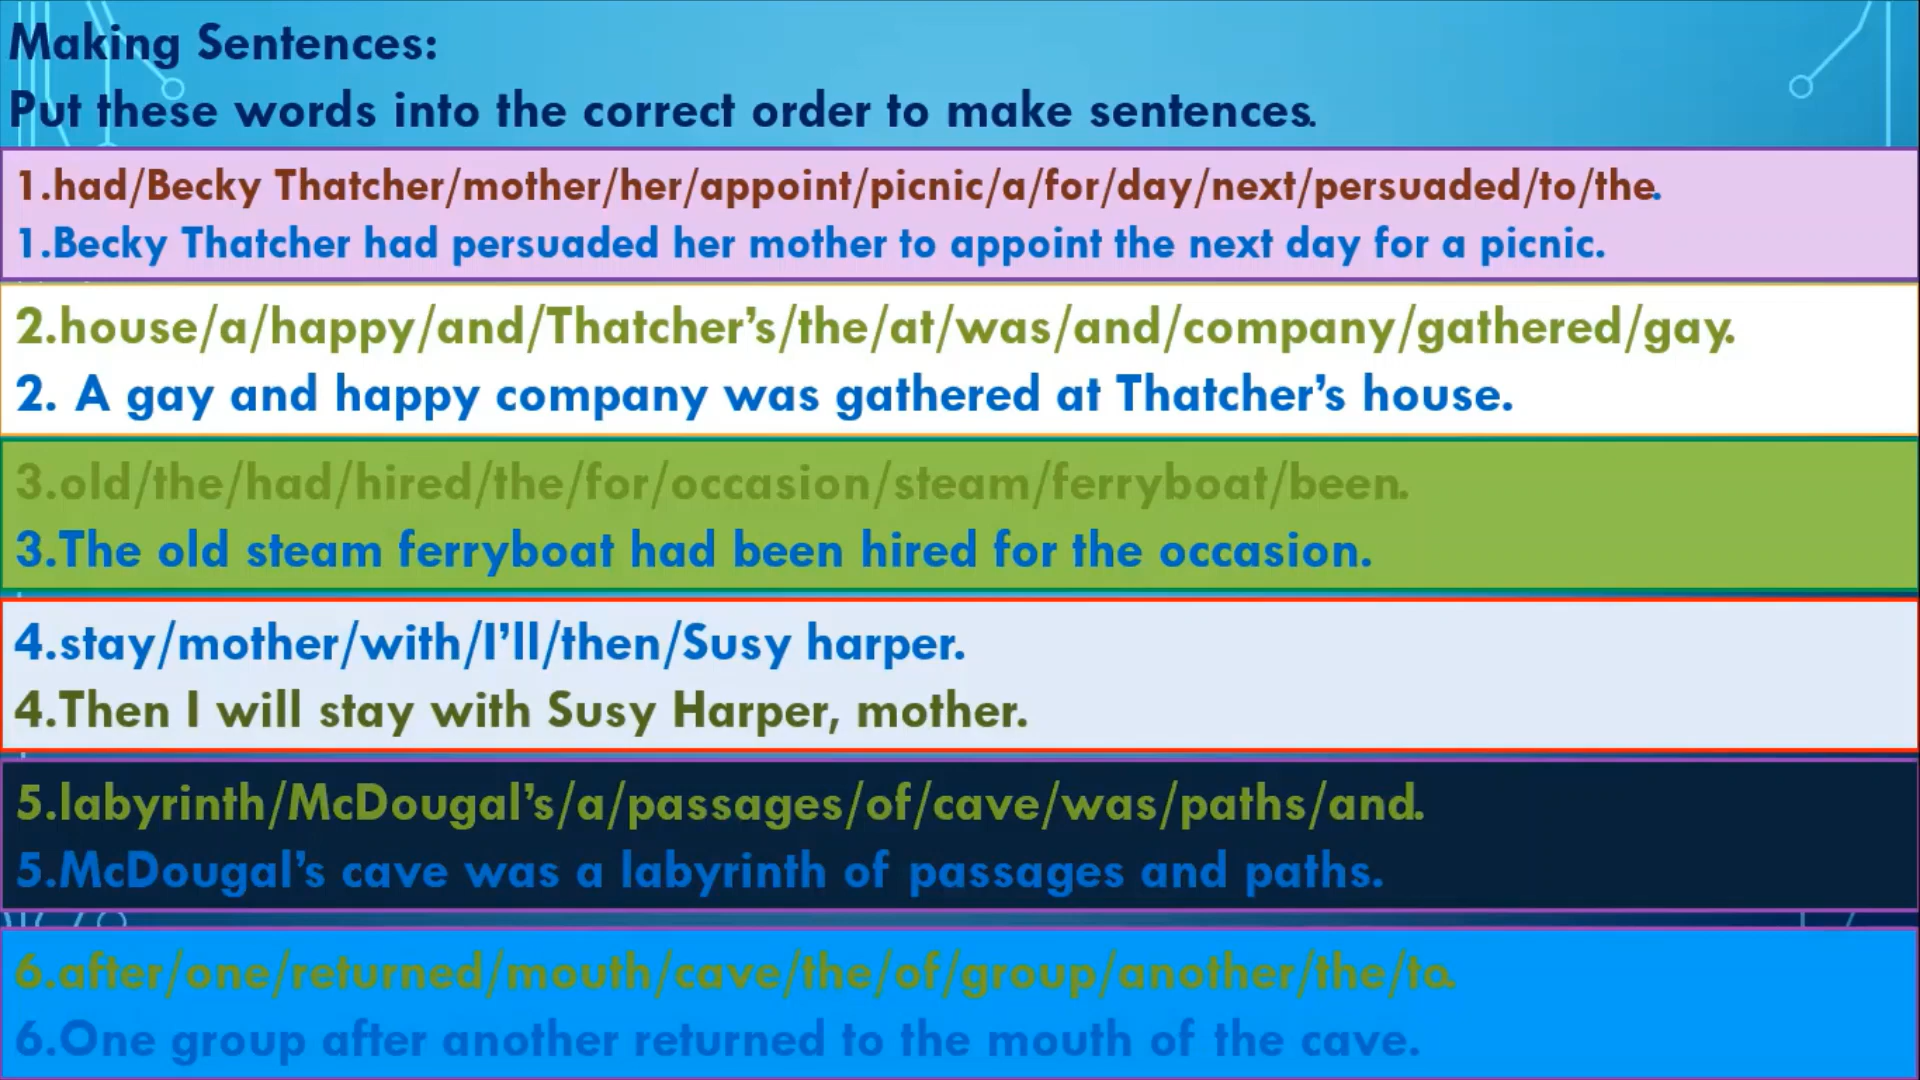 Making Sentences:
Put these words into the correct order to make sentences.
1.had/Becky Thatcher/mother/her/appoint/picnic/a/for/day/next/persuaded/to/the.
1.Becky Thatcher had persuaded her mother to appoint the next day for a picnic.
2.house/a/happy/and/Thatcher’s/the/at/was/and/company/gathered/gay.
2. A gay and happy company was gathered at Thatcher’s house.
3.old/the/had/hired/the/for/occasion/steam/ferryboat/been.
3.The old steam ferryboat had been hired for the occasion.
4.stay/mother/with/I’ll/then/Susy harper.
4.Then I will stay with Susy Harper, mother.
5.labyrinth/McDougal’s/a/passages/of/cave/was/paths/and.
5.McDougal’s cave was a labyrinth of passages and paths.
6.after/one/returned/mouth/cave/the/of/group/another/the/to.
6.One group after another returned to the mouth of the cave.